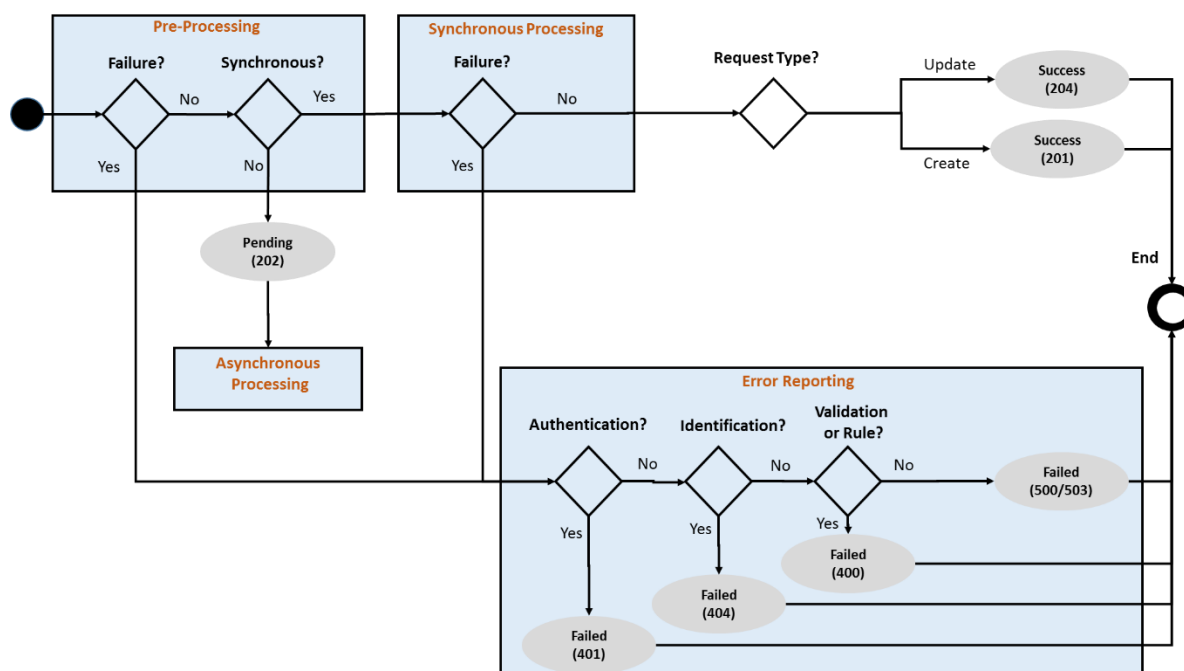 Pre-Processing
Synchronous Processing
Failure?
Synchronous?
Failure?
Request Type?
No
Yes
No
Yes
No
Yes
Update
Success
(204)
Success
(201)
Create
Pending
(202)
End
Asynchronous
Processing
Error Reporting
Authentication?
Identification?
Validation
or Rule?
No
No
No
Failed
(500/503)
Yes
Yes
Yes
Failed
(400)
Failed
(404)
Failed
(401)